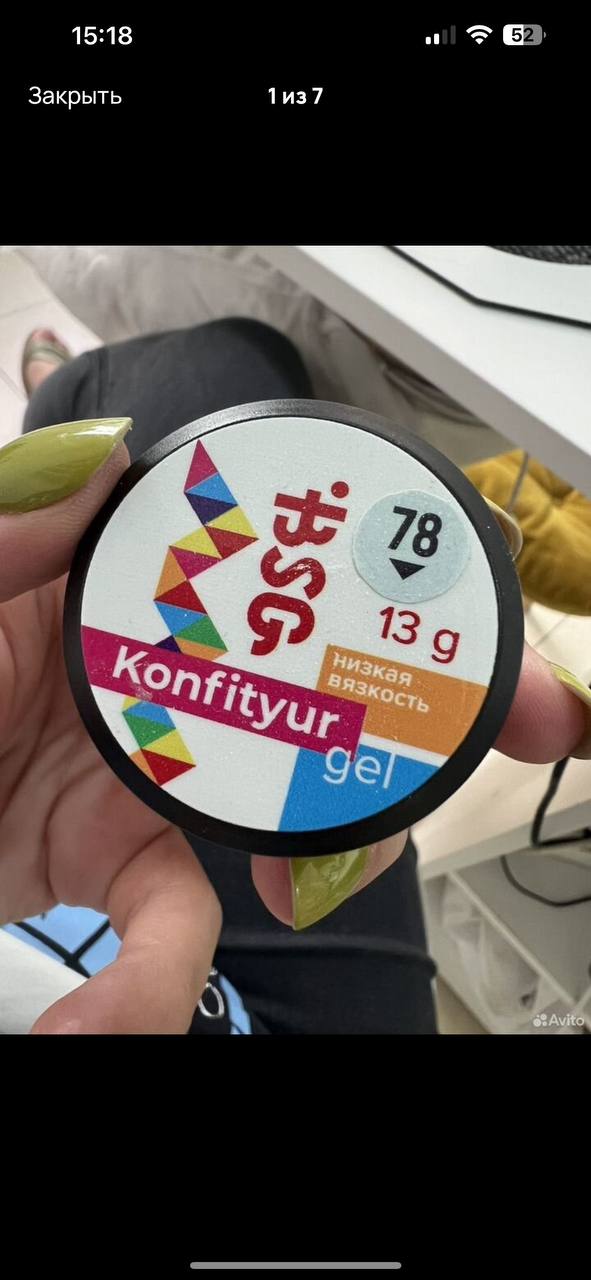 15:18
52
Закрыть
1 из 7
BSG
78
13 g
низкая
вязкость
Konfityur
gel
Avito